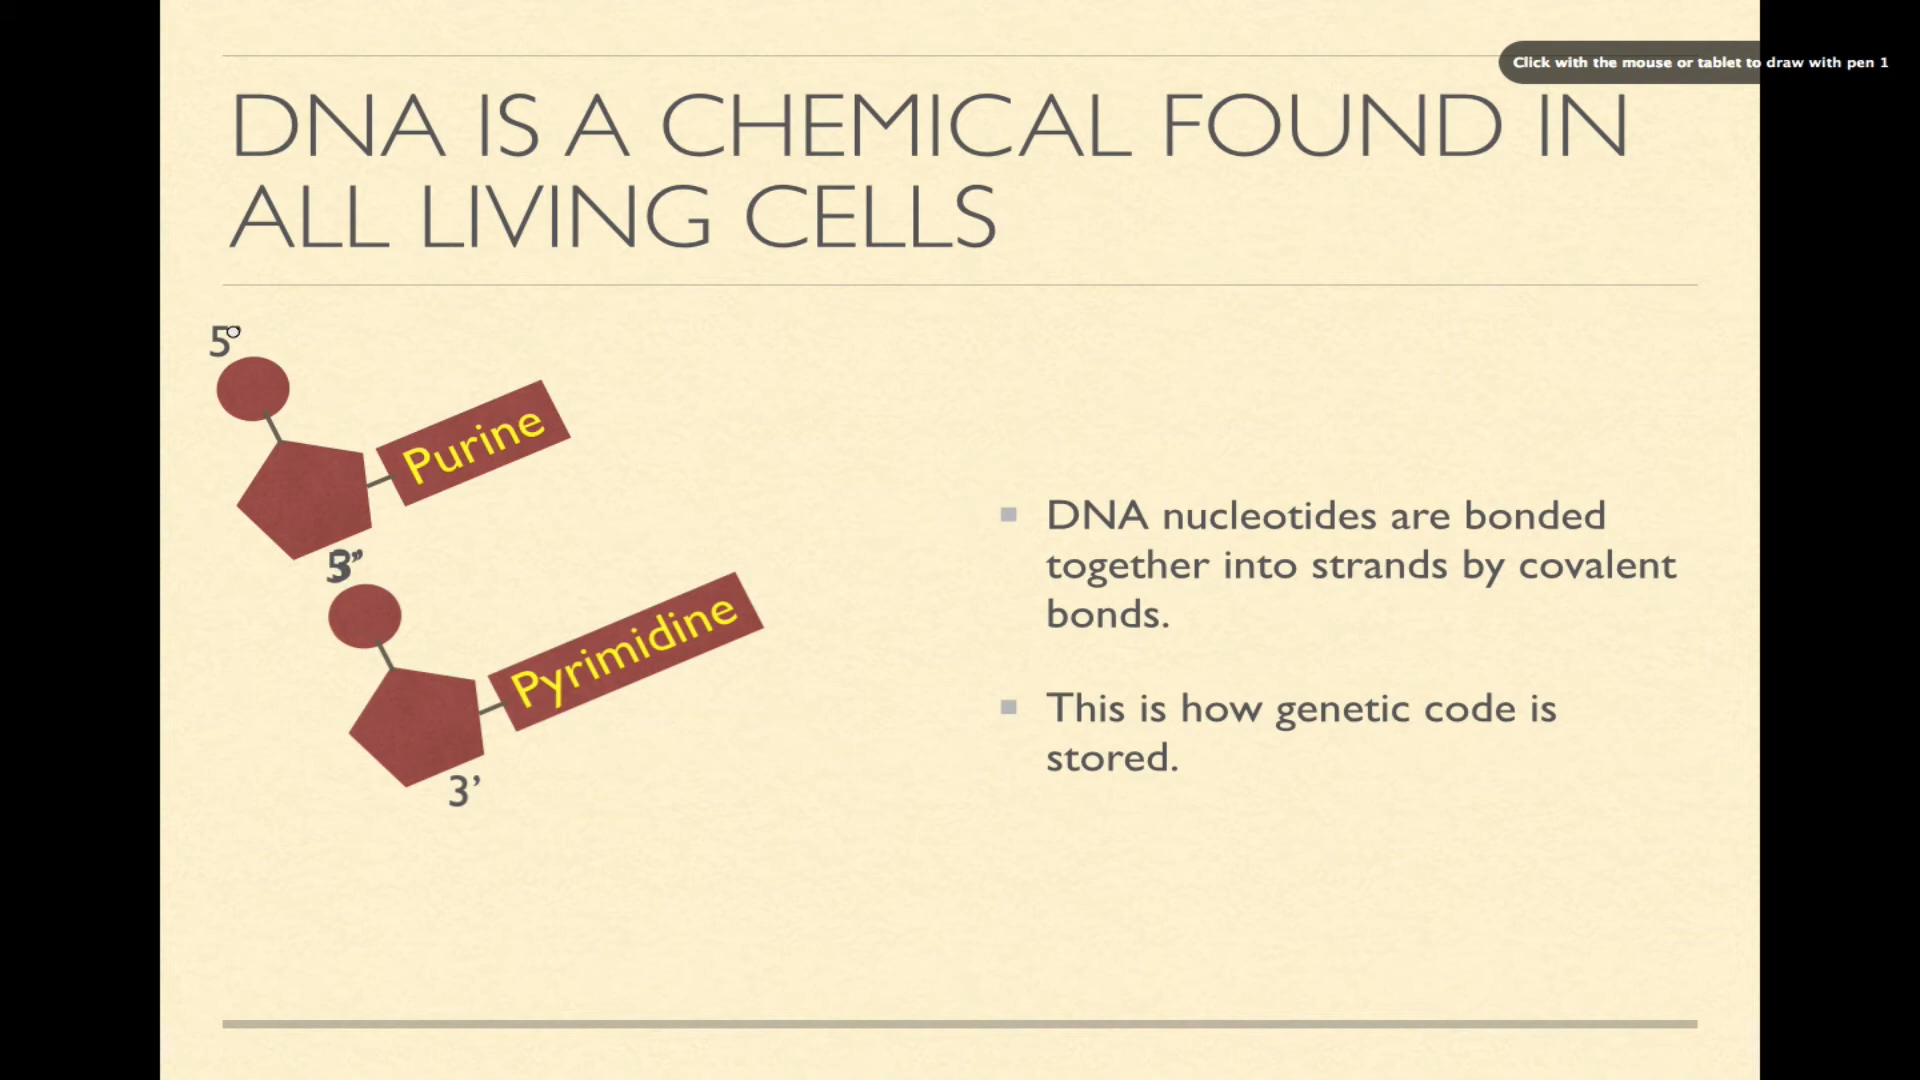 Click with the mouse or tablet to draw with pen 1
DNA IS A CHEMICAL FOUND IN
ALL LIVING CELLS
5'
Purine
Pyrimidine
3'
DNA nucleotides are bonded
together into strands by covalent
bonds.
This is how genetic code is
stored.